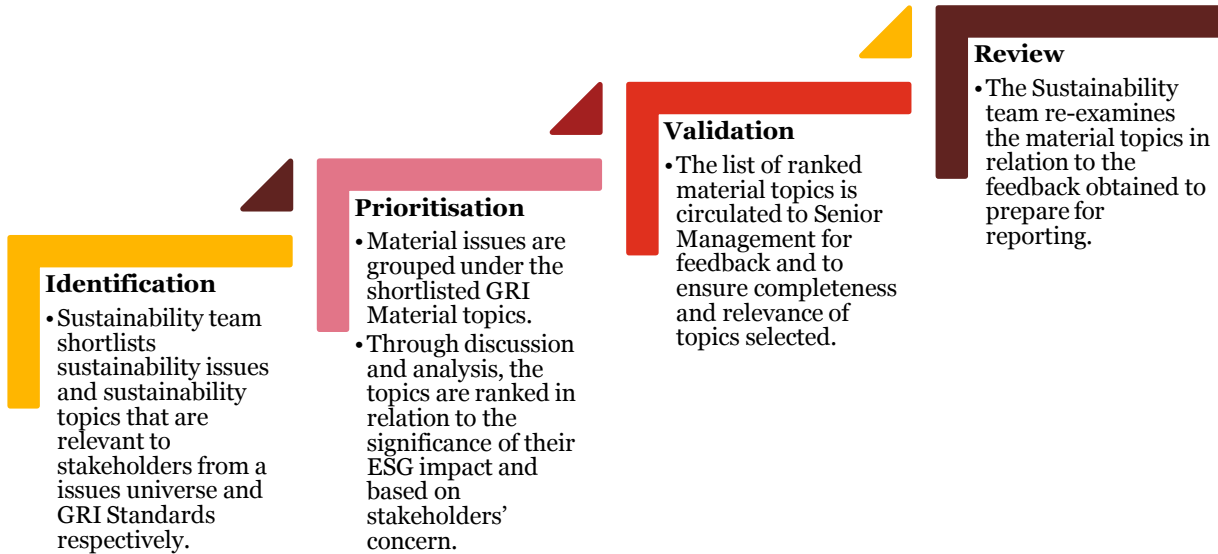 Identification
•Sustainability team
shortlists
sustainability issues
and sustainability
topics that are
relevant to
stakeholders from a
issues universe and
GRI Standards
respectively.
Prioritisation
•Material issues are
grouped under the
shortlisted GRI
Material topics.
•Through discussion
and analysis, the
topics are ranked in
relation to the
significance of their
ESG impact and
based on
stakeholders’
concern.
Validation
•The list of ranked
material topics is
circulated to Senior
Management for
feedback and to
ensure completeness
and relevance of
topics selected.
Review
•The Sustainability
team re-examines
the material topics in
relation to the
feedback obtained to
prepare for
reporting.